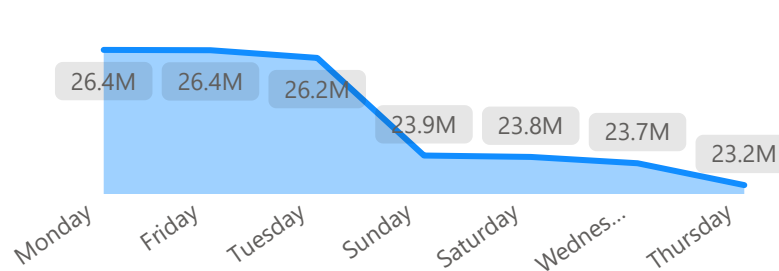 26.4M
26.4M
26.2M
23.9M
23.8M
23.7M
23.2M
Monday
Friday
Tuesday
Sunday
Saturday
Wednes...
Thursday